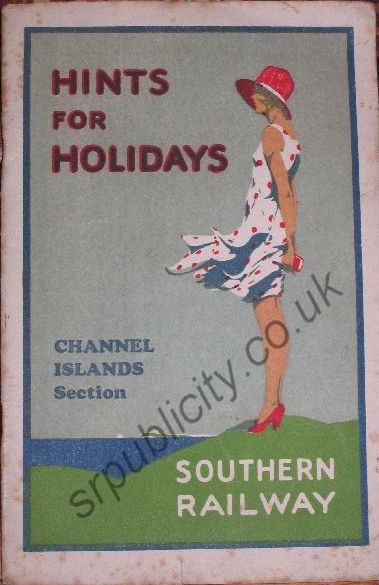 HINTS
FOR
HOLIDAYS
CHANNEL
ISLANDS
Section
SOUTHERN
RAILWAY
srpublicity.co.uk